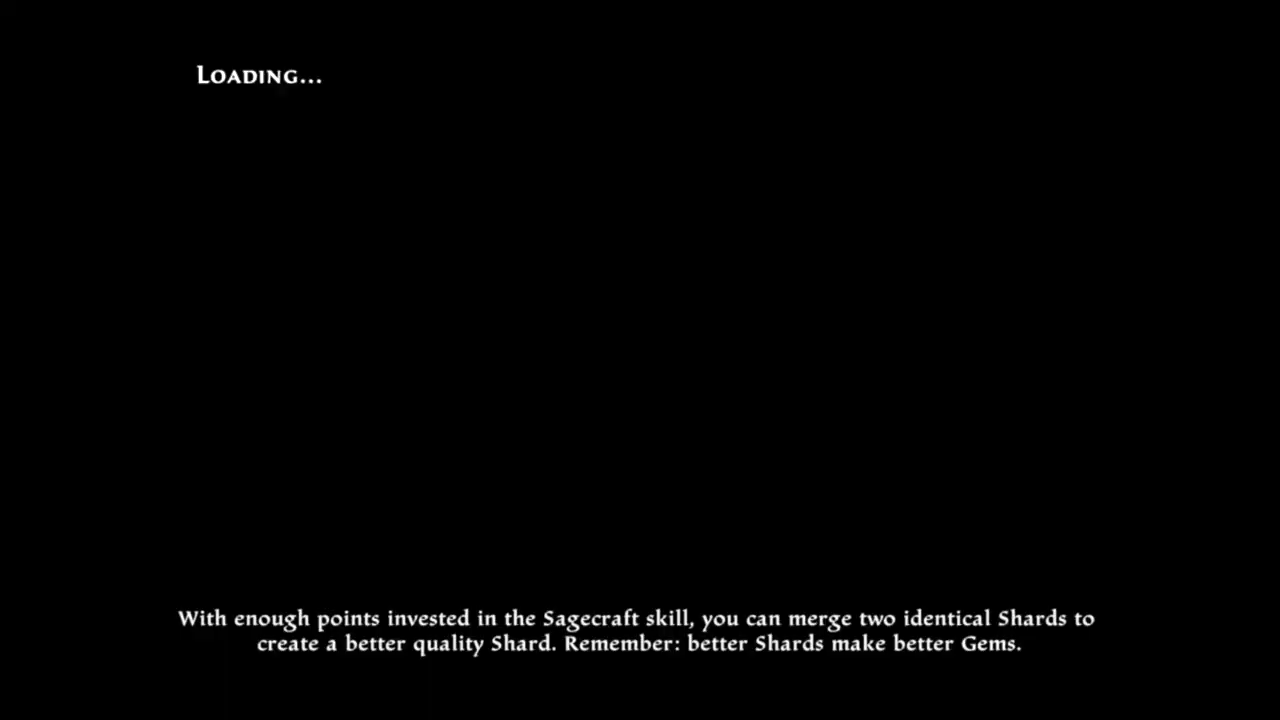 Loading...
With enough points invested in the Sagecraft skill, you can merge two identical Shards to
create a better quality Shard. Remember: better Shards make better Gems.